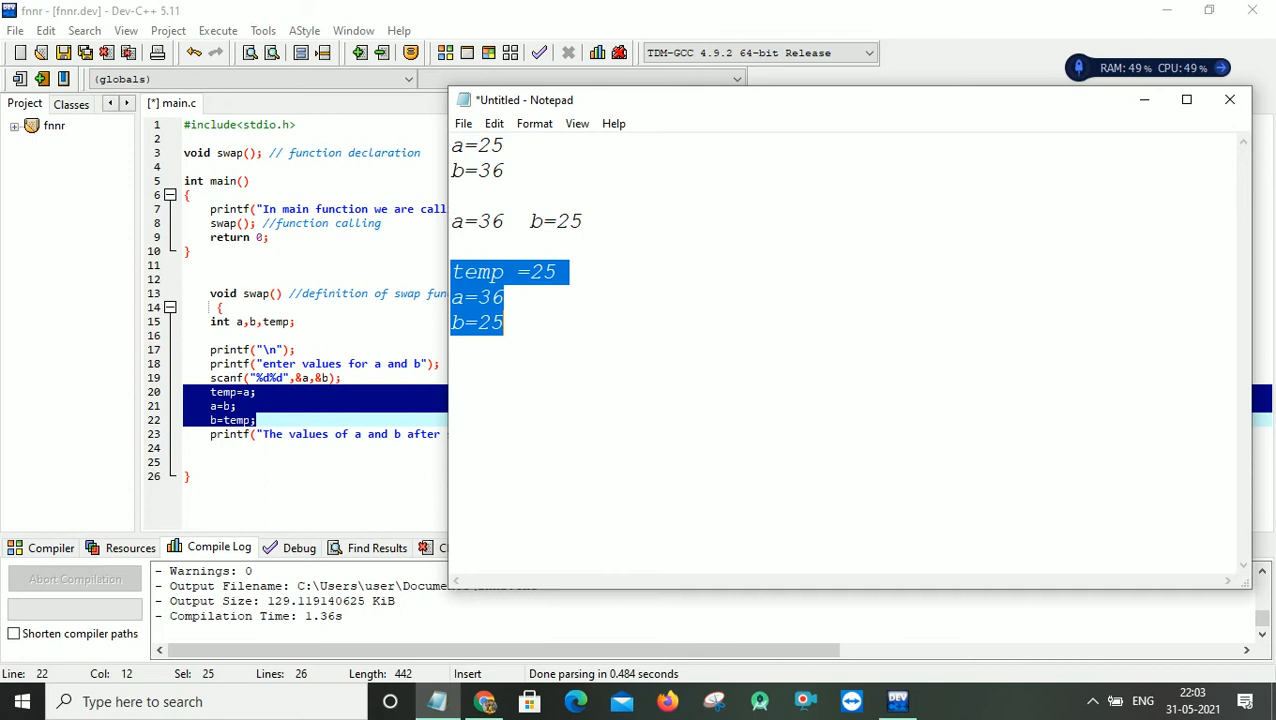 fnnr - [fnnr.dev] - Dev-C++ 5.11
File Edit Search View Project Execute Tools AStyle Window Help
TDM-GCC 4.9.2 64-bit Release
(globals)
RAM: 49 % CPU: 49 %
Project Classes
[*] main.c
fnnr
1 #include<stdio.h>
2
3 void swap(); // function declaration
4
5 int main()
6 {
7 printf("In main function we are call
8 swap(); //function calling
9 return 0;
10 }
11
12
13 void swap() //definition of swap fun
14 {
15 int a,b,temp;
16
17 printf("\n");
18 printf("enter values for a and b");
19 scanf("%d%d",&a,&b);
20 temp=a;
21 a=b;
22 b=temp;
23 printf("The values of a and b after
24
25
26 }
*Untitled - Notepad
File Edit Format View Help
a=25
b=36
a=36 b=25
temp =25
a=36
b=25
Compiler Resources Compile Log Debug Find Results
Abort Compilation
Shorten compiler paths
- Warnings: 0
- Output Filename: C:\Users\user\Docume
- Output Size: 129.119140625 KiB
- Compilation Time: 1.36s
Line: 22 Col: 12 Sel: 25 Lines: 26 Length: 442 Insert Done parsing in 0.484 seconds
Type here to search
ENG
22:03
31-05-2021